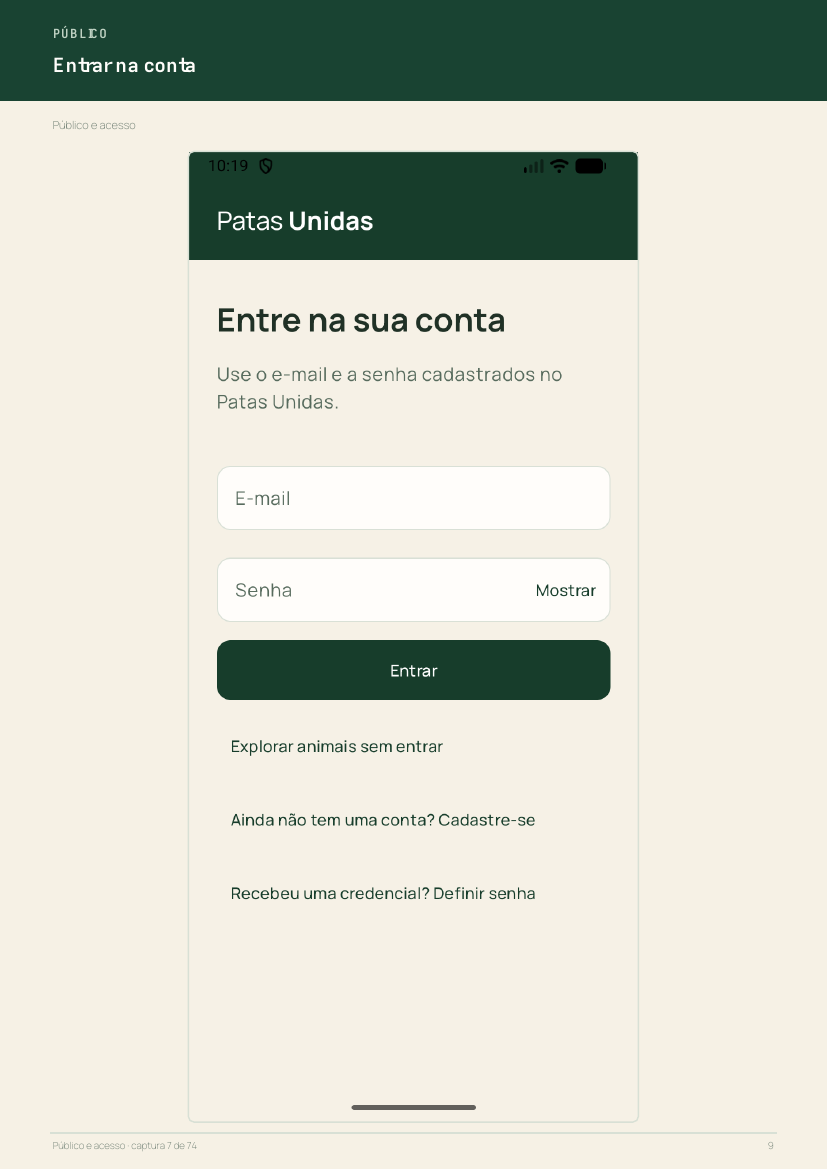 PÚBLICO
Entrar na conta
Público e acesso
10:19
Patas Unidas
Entre na sua conta
Use o e-mail e a senha cadastrados no
Patas Unidas.
E-mail
Senha Mostrar
Entrar
Explorar animais sem entrar
Ainda não tem uma conta? Cadastre-se
Recebeu uma credencial? Definir senha
Público e acesso · captura 7 de 74 9